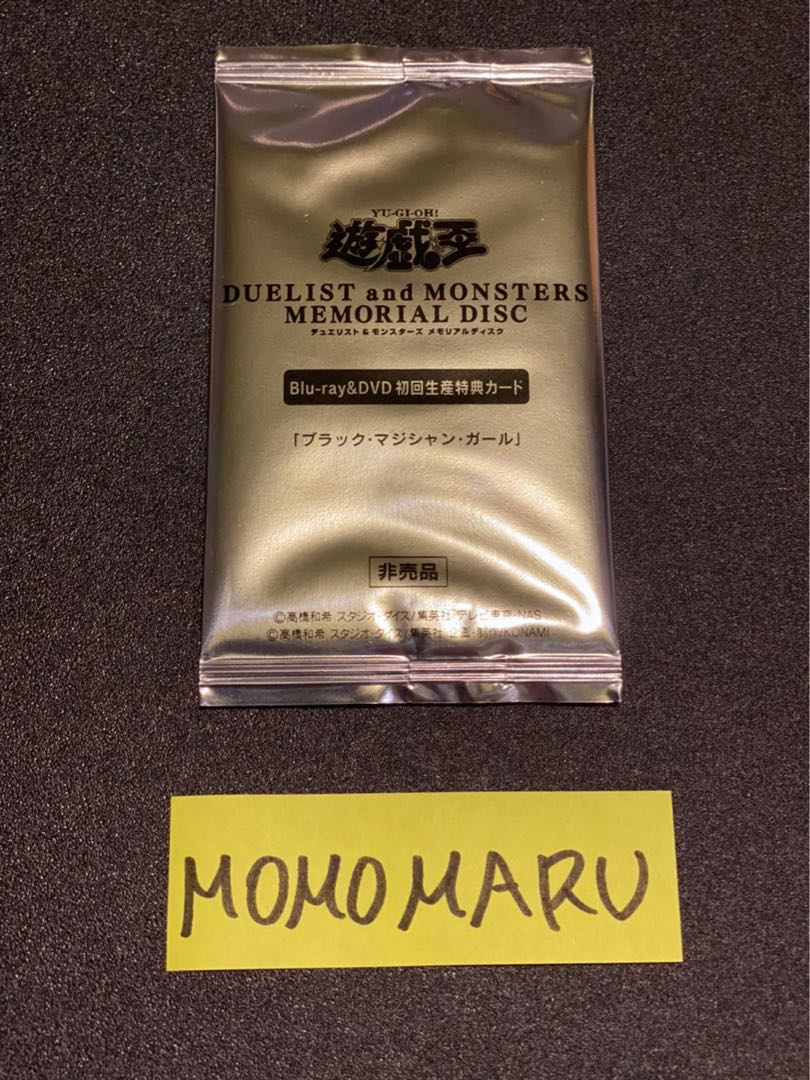 YU-GI-OH!
遊戯王
DUELIST and MONSTERS
MEMORIAL DISC
デュエリスト&モンスターズ メモリアルディスク
Blu-ray&DVD 初回生産特典カード
「ブラック・マジシャン・ガール」
非売品
©高橋和希 スタジオ・ダイス/集英社・テレビ東京・NAS
©高橋和希 スタジオ・ダイス/集英社 企画・制作/KONAMI
MOMOMARU